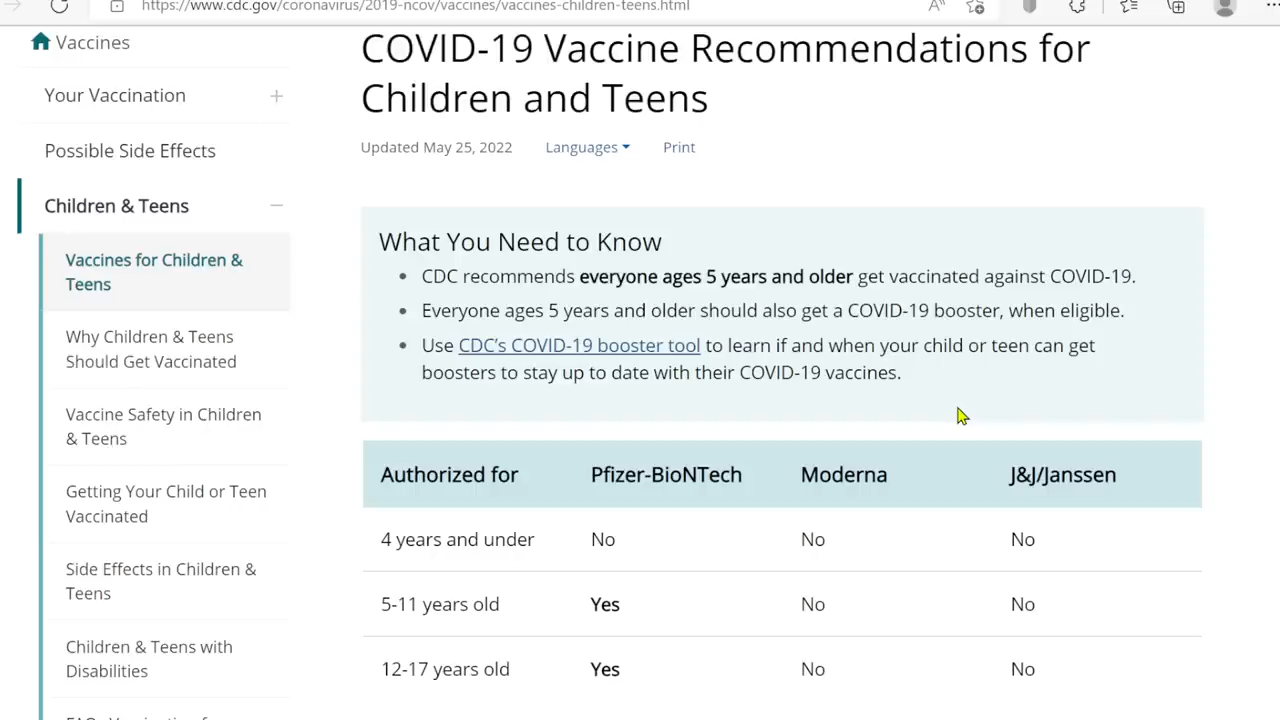 https://www.cdc.gov/coronavirus/2019-ncov/vaccines/vaccines-children-teens.html
Vaccines
Your Vaccination
Possible Side Effects
Children & Teens
Vaccines for Children &
Teens
Why Children & Teens
Should Get Vaccinated
Vaccine Safety in Children
& Teens
Getting Your Child or Teen
Vaccinated
Side Effects in Children &
Teens
Children & Teens with
Disabilities
COVID-19 Vaccine Recommendations for
Children and Teens
Updated May 25, 2022 Languages Print
What You Need to Know
• CDC recommends everyone ages 5 years and older get vaccinated against COVID-19.
• Everyone ages 5 years and older should also get a COVID-19 booster, when eligible.
• Use CDC’s COVID-19 booster tool to learn if and when your child or teen can get
boosters to stay up to date with their COVID-19 vaccines.
Authorized for Pfizer-BioNTech Moderna J&J/Janssen
4 years and under No No No
5-11 years old Yes No No
12-17 years old Yes No No